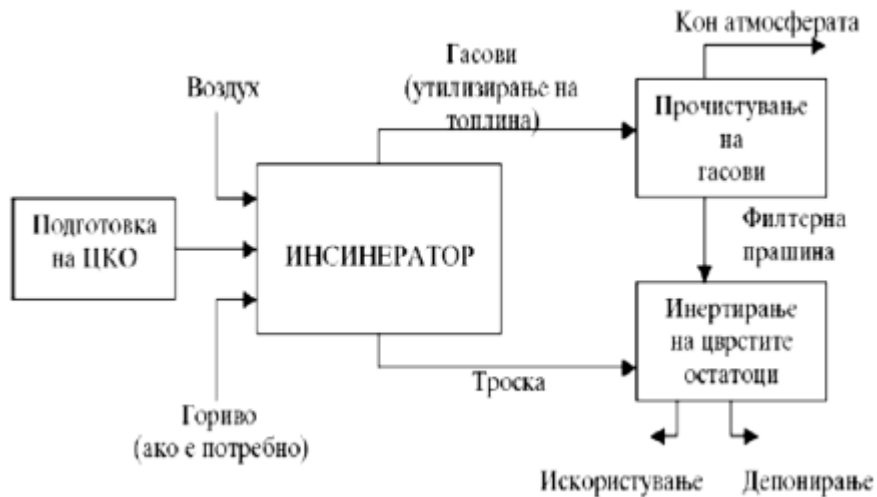 Кон атмосферата
Гасови
(утилизирање на
топлина)
Воздух
Прочистување
на
гасови
Подготовка
на ЦКО
ИНСИНЕРАТОР
Филтерна
прашина
Инертирање
на цврстите
остатоци
Троска
Гориво
(ако е потребно)
Искористување
Депонирање